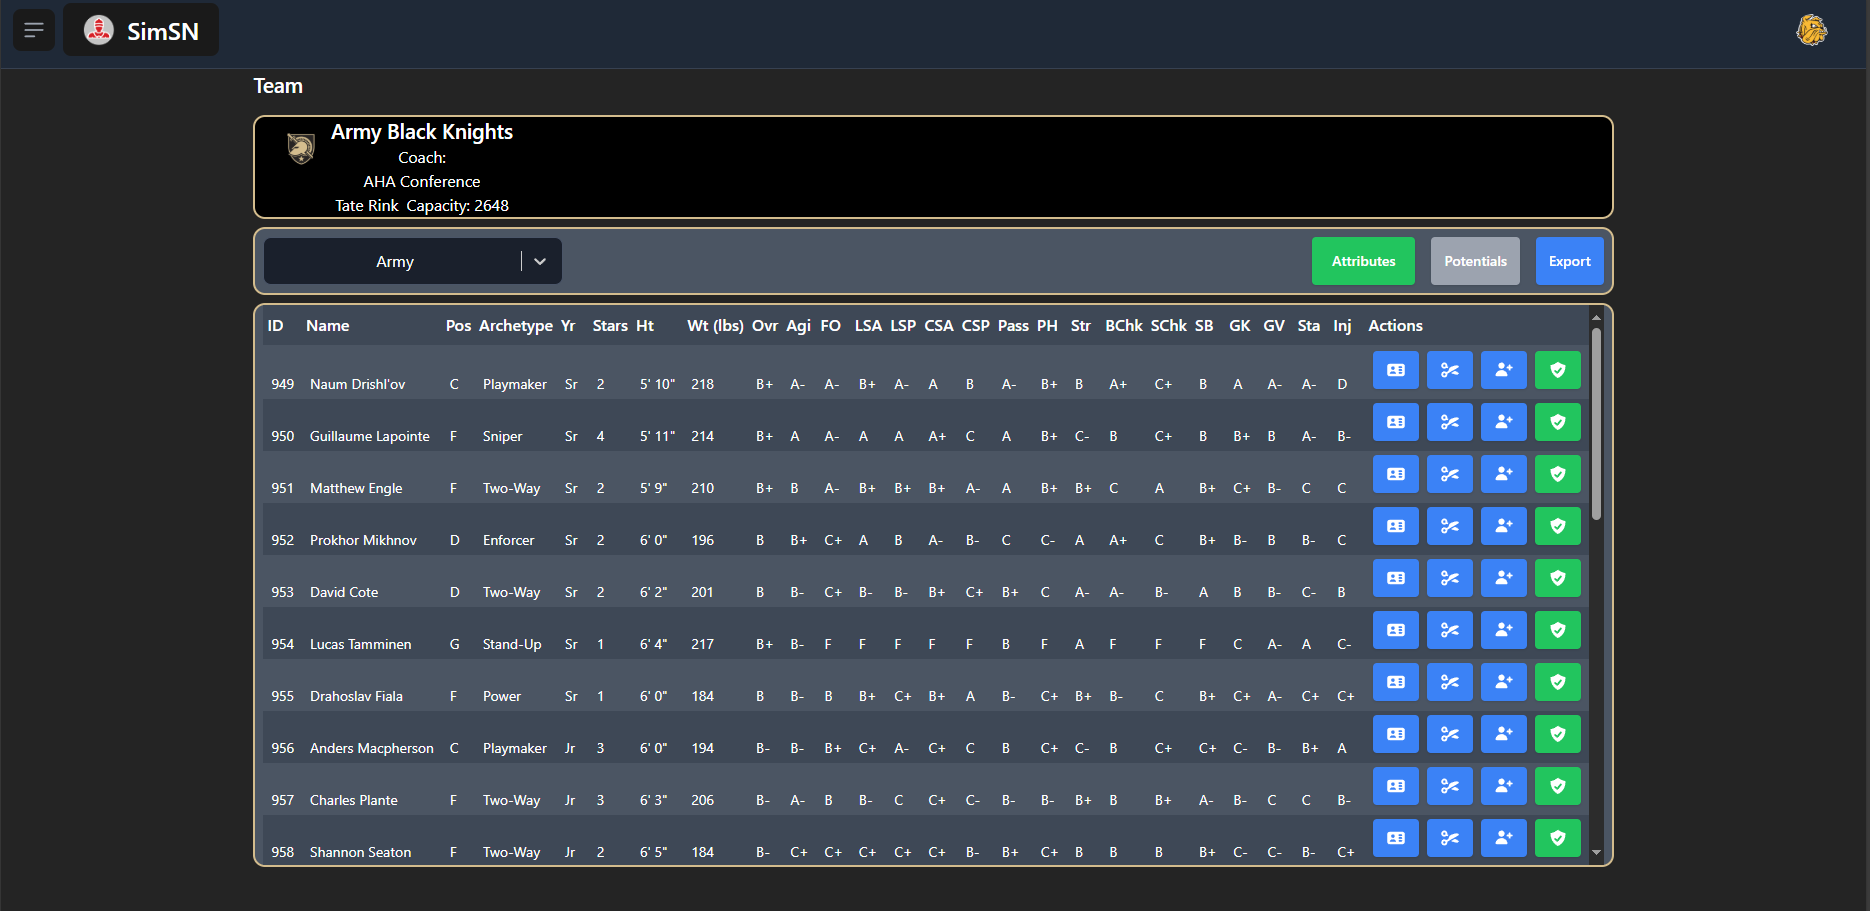 SimSN
Team
Army Black Knights
Coach:
AHA Conference
Tate Rink Capacity: 2648
Army
Attributes Potentials Export
ID Name Pos Archetype Yr Stars Ht Wt (lbs) Ovr Agi FO LSA LSP CSA CSP Pass PH Str BChk SChk SB GK GV Sta Inj Actions
949 Naum Drishl'ov C Playmaker Sr 2 5' 10" 218 B+ A- A- B+ A- A B A- B+ B A+ C+ B A A- A- D
950 Guillaume Lapointe F Sniper Sr 4 5' 11" 214 B+ A A- A A A+ C A B+ C- B C+ B B+ B A- B-
951 Matthew Engle F Two-Way Sr 2 5' 9" 210 B+ B A- B+ B+ B+ A- A B+ B+ C A B+ C+ B- C C
952 Prokhor Mikhnov D Enforcer Sr 2 6' 0" 196 B B+ C+ A B A- B- C C- A A+ C B+ B- B B- C
953 David Cote D Two-Way Sr 2 6' 2" 201 B B- C+ B- B- B+ C+ B+ C A- A- B- A B B- C- B
954 Lucas Tamminen G Stand-Up Sr 1 6' 4" 217 B+ B- F F F F F B F A F F F C A- A C-
955 Drahoslav Fiala F Power Sr 1 6' 0" 184 B B- B B+ C+ B+ A B- C+ B+ B- C B+ C+ A- C+ C+
956 Anders Macpherson C Playmaker Jr 3 6' 0" 194 B- B- B+ C+ A- C+ C B C+ C- B C+ C+ C- B- B+ A
957 Charles Plante F Two-Way Jr 3 6' 3" 206 B- A- B B- C C+ C- B- B- B+ B B+ A- B- C C B-
958 Shannon Seaton F Two-Way Jr 2 6' 5" 184 B- C+ C+ C+ C+ C+ B- B+ C+ B B B B+ C- C- B- C+